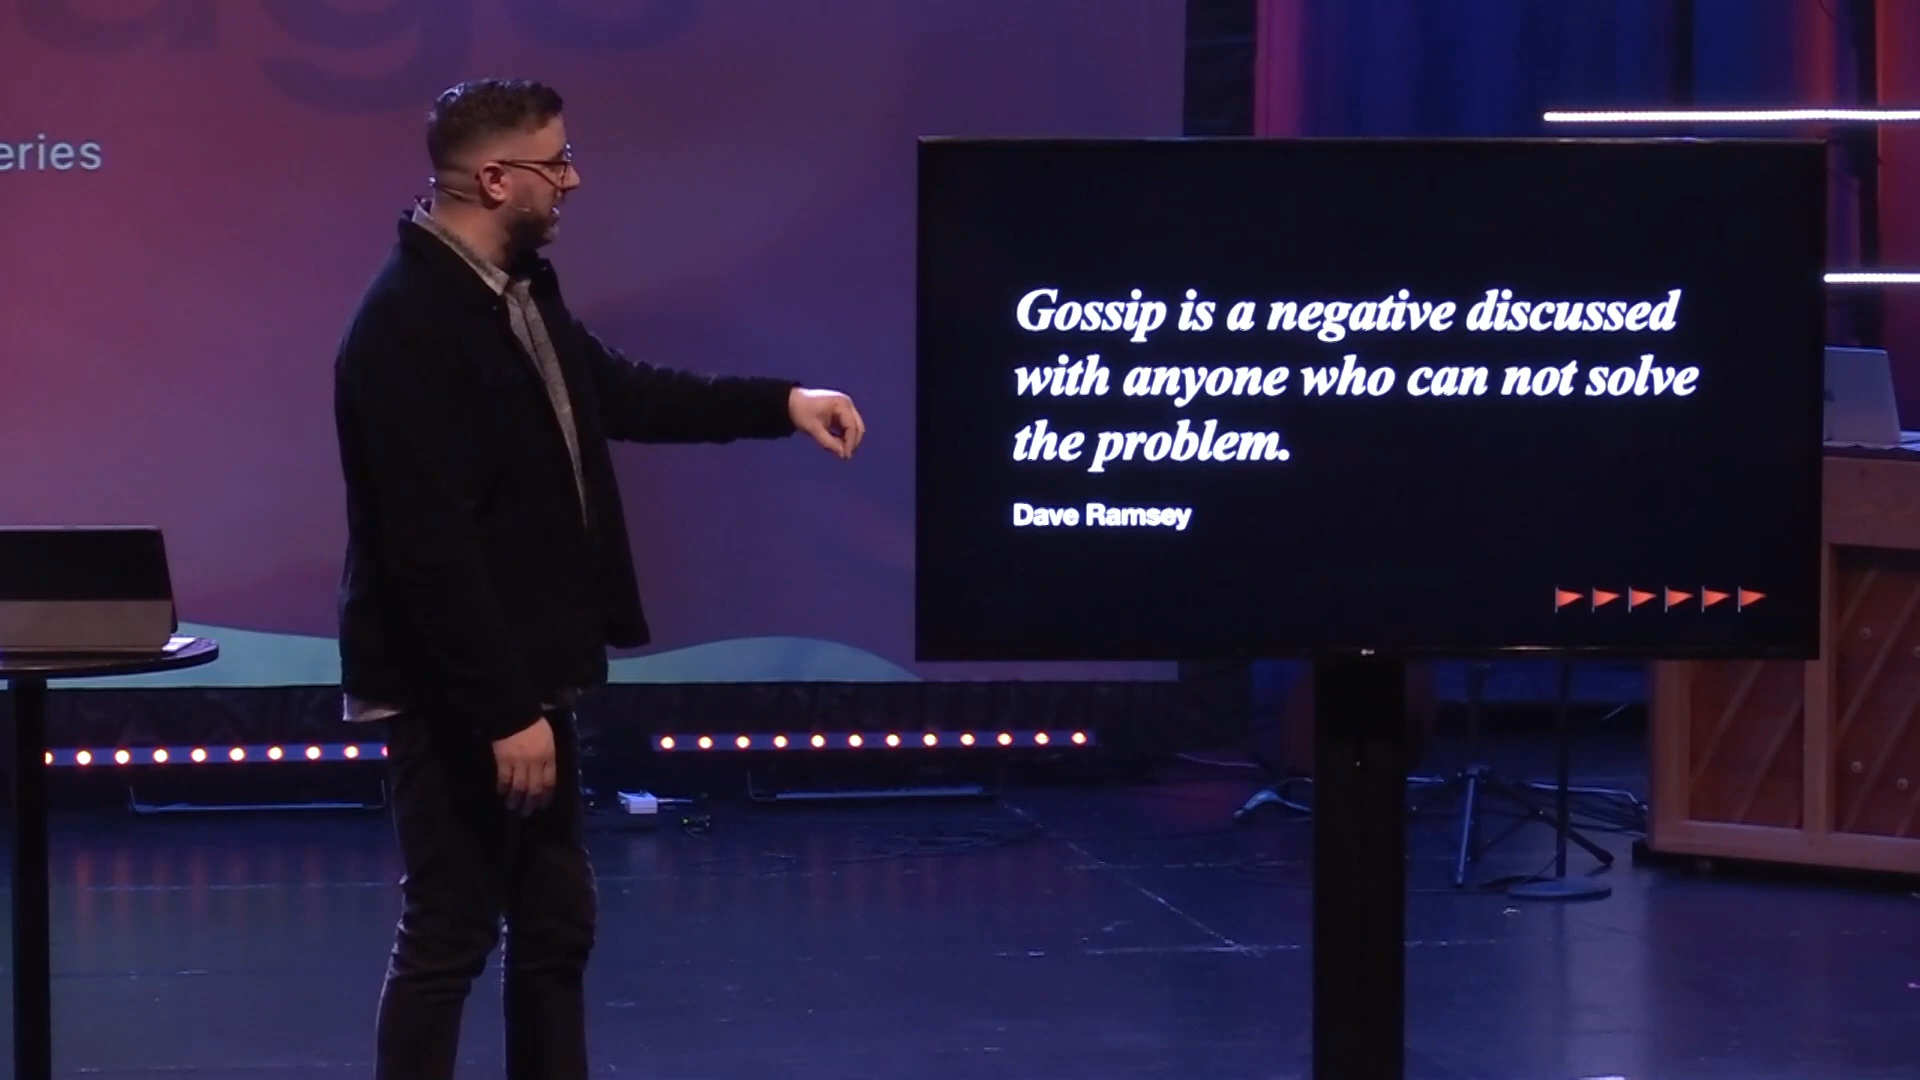 eries
Gossip is a negative discussed
with anyone who can not solve
the problem.
Dave Ramsey